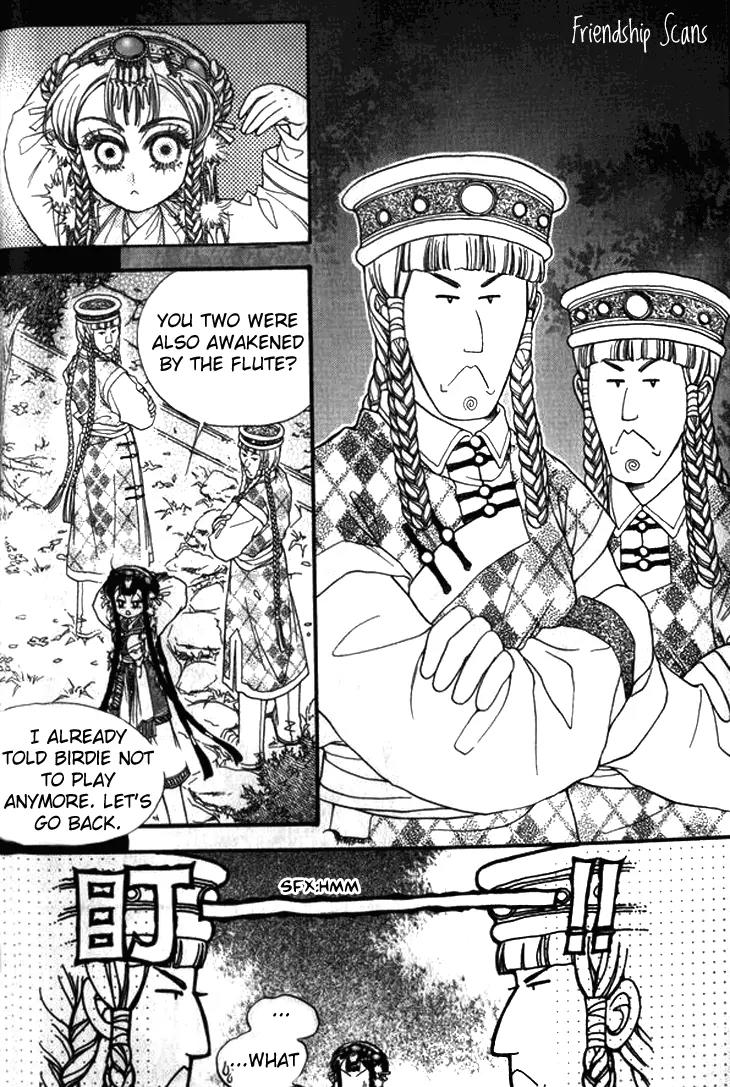 Friendship Scans
YOU TWO WERE
ALSO AWAKENED
BY THE FLUTE?
I ALREADY
TOLD BIRDIE NOT
TO PLAY
ANYMORE. LET'S
GO BACK.
盯 !!
SFX:HMM
...
...WHAT